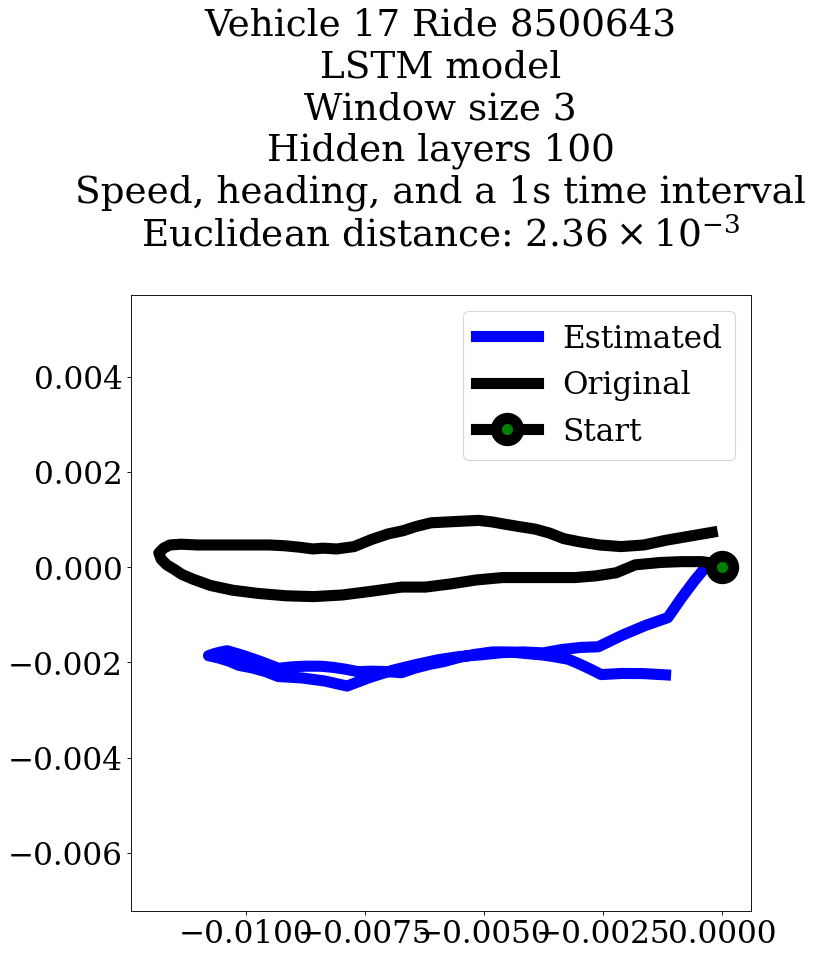 Vehicle 17 Ride 8500643
LSTM model
Window size 3
Hidden layers 100
Speed, heading, and a 1s time interval
Euclidean distance: 2.36 × 10⁻³
Estimated
Original
Start
0.004
0.002
0.000
−0.002
−0.004
−0.006
−0.0100 −0.0075 −0.0050 −0.0025 0.0000